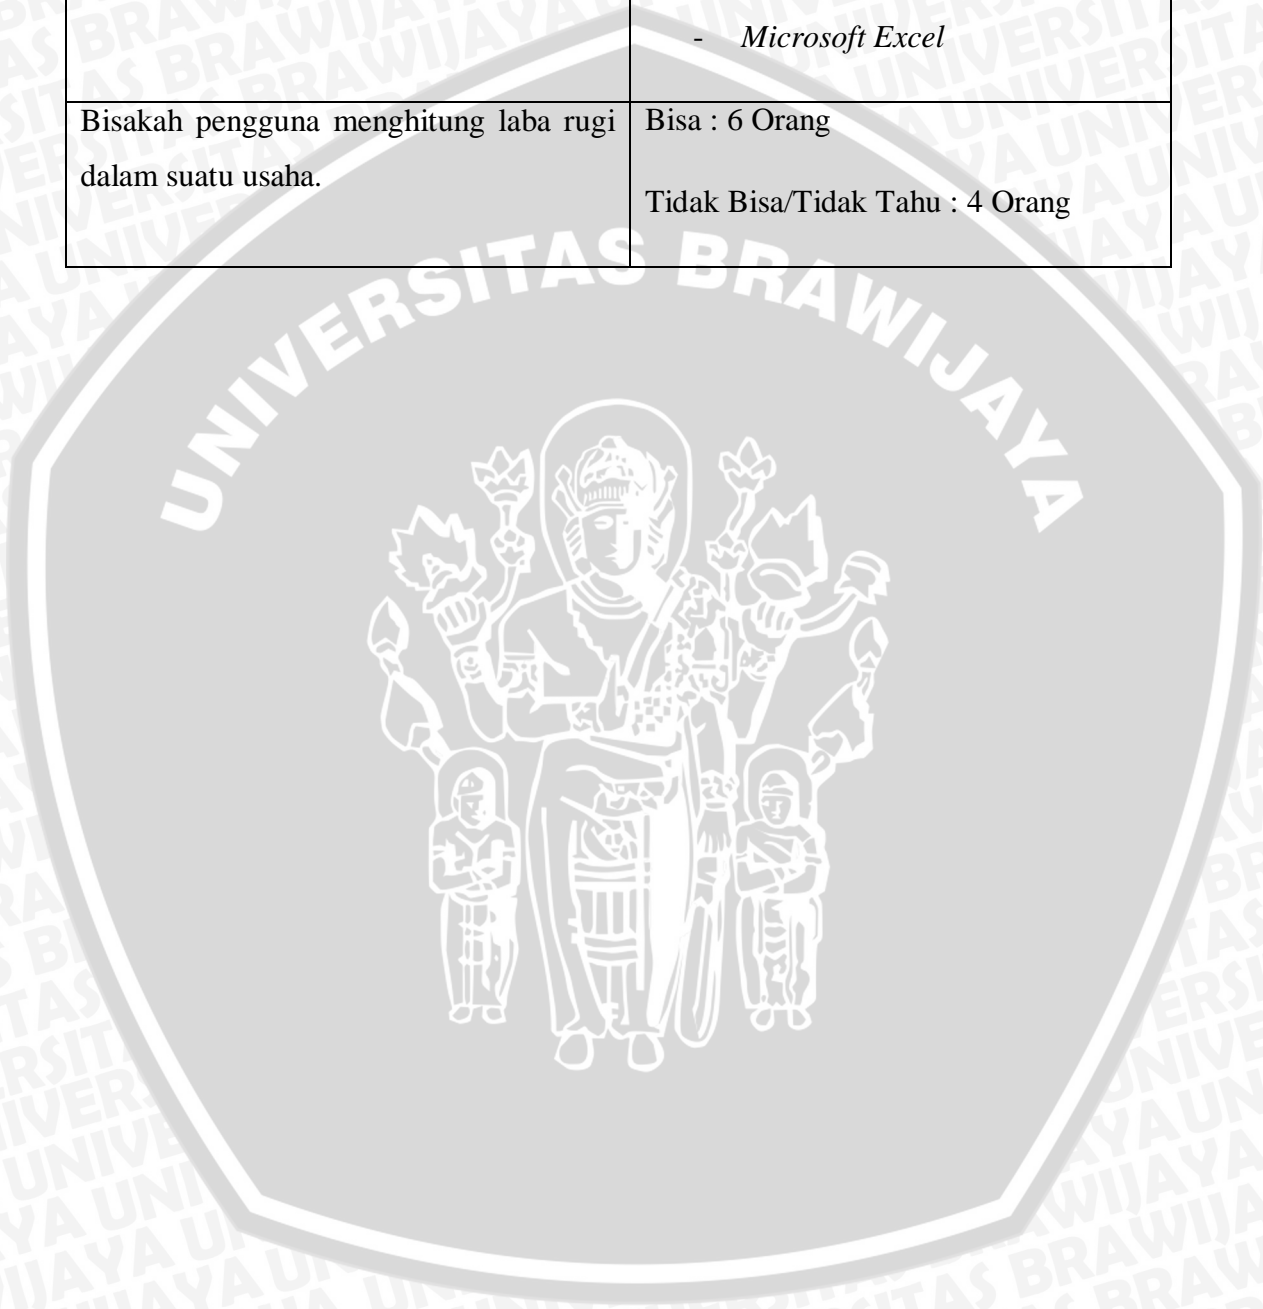 - Microsoft Excel
Bisakah pengguna menghitung laba rugi
dalam suatu usaha.
Bisa : 6 Orang
Tidak Bisa/Tidak Tahu : 4 Orang
UNIVERSITAS BRAWIJAYA